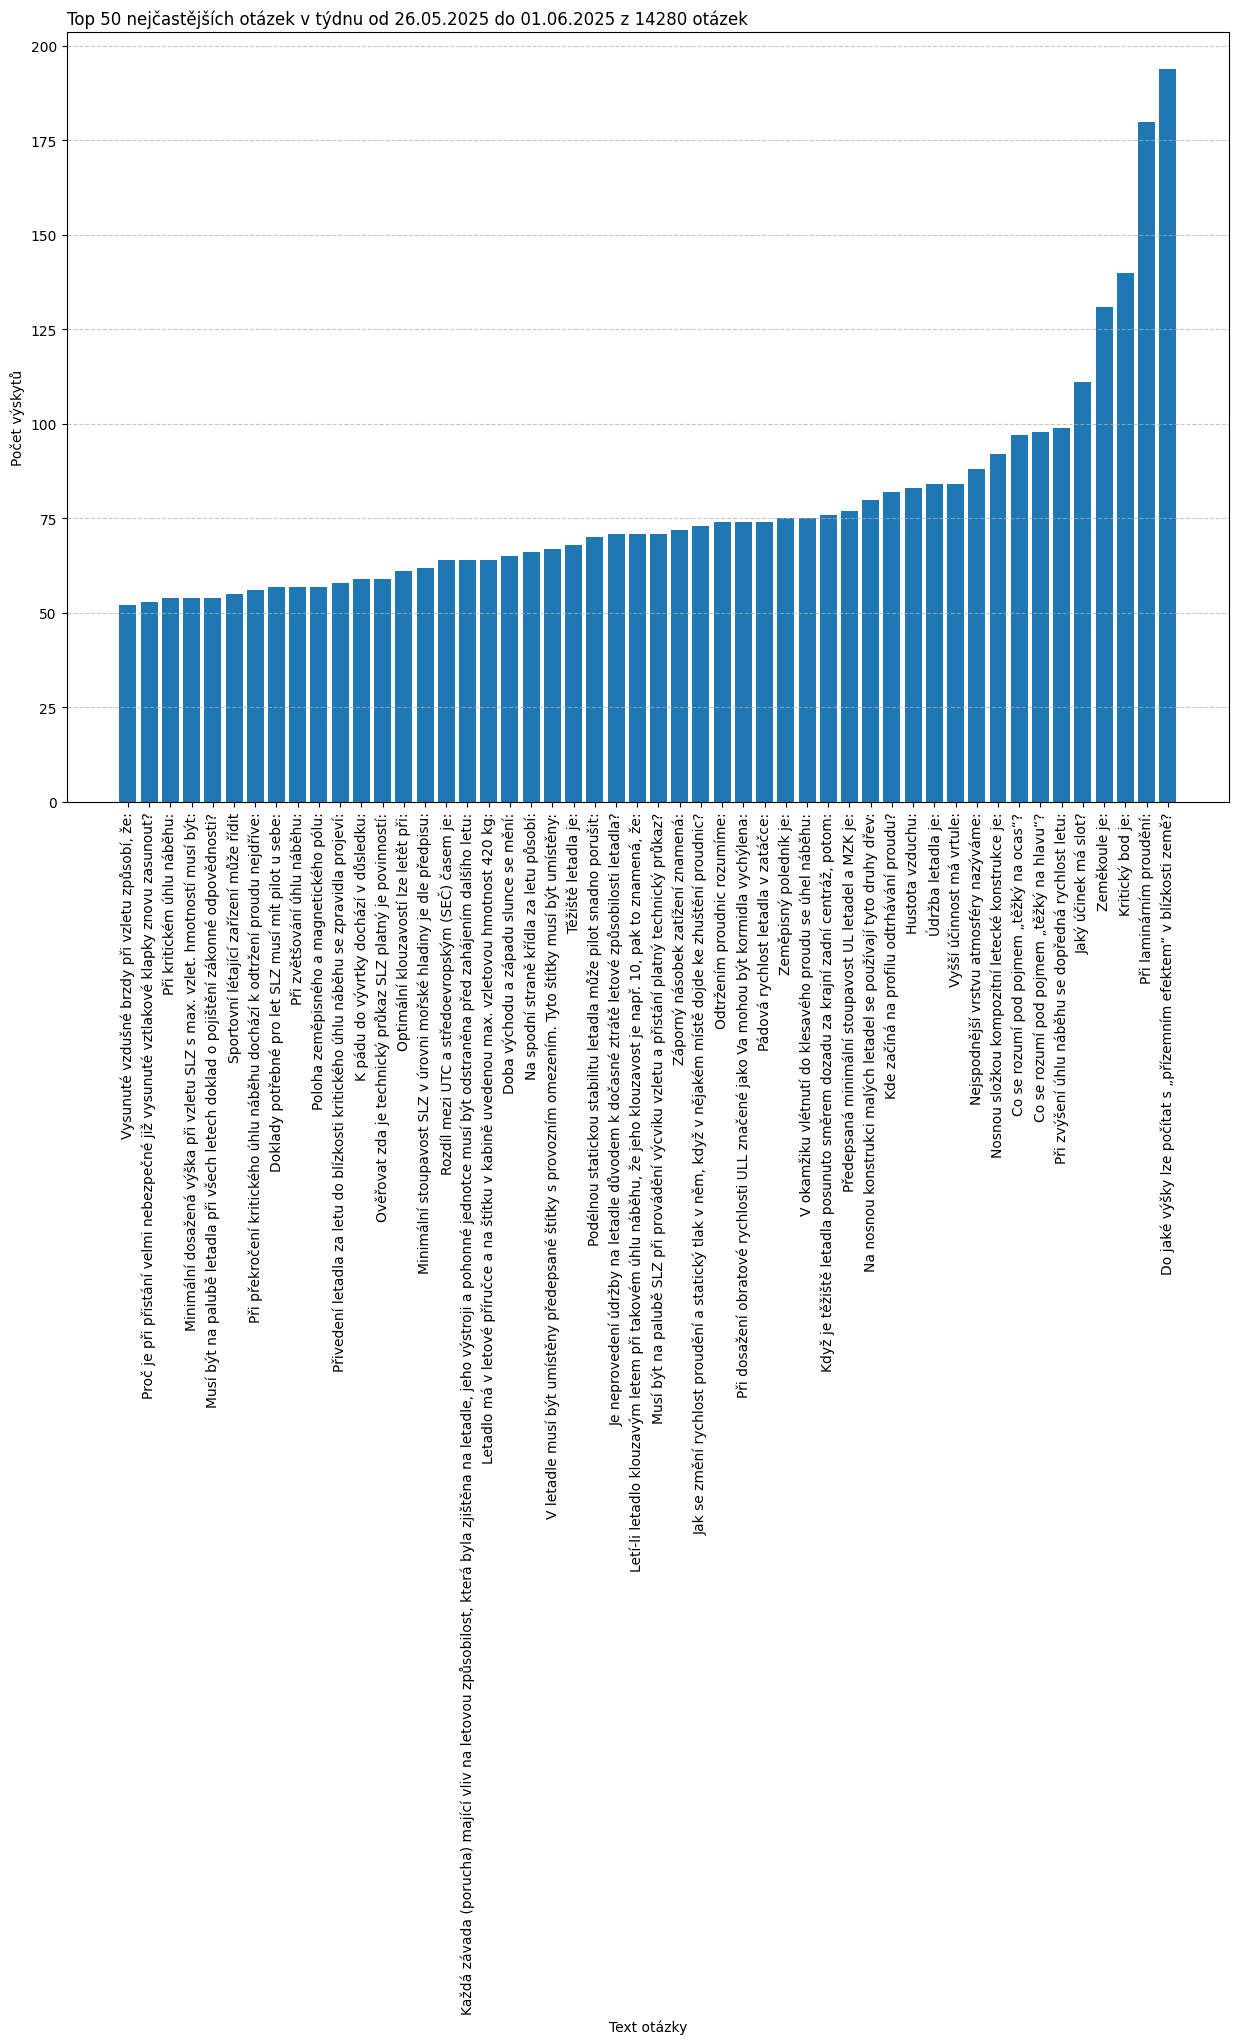 Top 50 nejčastějších otázek v týdnu od 26.05.2025 do 01.06.2025 z 14280 otázek
Počet výskytů
200
175
150
125
100
75
50
25
0
Vysunuté vzdušné brzdy při vzletu způsobí, že:
Proč je při přistání velmi nebezpečné již vysunuté vztlakové klapky znovu zasunout?
Při kritickém úhlu náběhu:
Minimální dosažená výška při vzletu SLZ s max. vzlet. hmotností musí být:
Musí být na palubě letadla při všech letech doklad o pojištění zákonné odpovědnosti?
Sportovní létající zařízení může řídit
Při překročení kritického úhlu náběhu dochází k odtržení proudu nejdříve:
Doklady potřebné pro let SLZ musí mít pilot u sebe:
Při zvětšování úhlu náběhu:
Poloha zeměpisného a magnetického pólu:
Přivedení letadla za letu do blízkosti kritického úhlu náběhu se zpravidla projeví:
K pádu do vývrtky dochází v důsledku:
Ověřovat zda je technický průkaz SLZ platný je povinností:
Optimální klouzavostí lze letět při:
Minimální stoupavost SLZ v úrovni mořské hladiny je dle předpisu:
Rozdíl mezi UTC a středoevropským (SEČ) časem je:
Každá závada (porucha) mající vliv na letovou způsobilost, která byla zjištěna na letadle, jeho výstroji a pohonné jednotce musí být odstraněna před zahájením dalšího letu:
Letadlo má v letové příručce a na štítku v kabině uvedenou max. vzletovou hmotnost 420 kg:
Doba východu a západu slunce se mění:
Na spodní straně křídla za letu působí:
V letadle musí být umístěny předepsané štítky s provozním omezením. Tyto štítky musí být umístěny:
Těžiště letadla je:
Podélnou statickou stabilitu letadla může pilot snadno porušit:
Je neprovedení údržby na letadle důvodem k dočasné ztrátě letové způsobilosti letadla?
Letí-li letadlo klouzavým letem při takovém úhlu náběhu, že jeho klouzavost je např. 10, pak to znamená, že:
Musí být na palubě SLZ při provádění výcviku vzletu a přistání platný technický průkaz?
Záporný násobek zatížení znamená:
Jak se změní rychlost proudění a statický tlak v něm, když v nějakém místě dojde ke zhuštění proudnic?
Odtržením proudnic rozumíme:
Při dosažení obratové rychlosti ULL značené jako Va mohou být kormidla vychýlena:
Pádová rychlost letadla v zatáčce:
Zeměpisný poledník je:
V okamžiku vlétnutí do klesavého proudu se úhel náběhu:
Když je těžiště letadla posunuto směrem dozadu za krajní zadní centráž, potom:
Předepsaná minimální stoupavost UL letadel a MZK je:
Na nosnou konstrukci malých letadel se používají tyto druhy dřev:
Kde začíná na profilu odtrhávání proudu?
Hustota vzduchu:
Údržba letadla je:
Vyšší účinnost má vrtule:
Nejspodnější vrstvu atmosféry nazýváme:
Nosnou složkou kompozitní letecké konstrukce je:
Co se rozumí pod pojmem „těžký na ocas“?
Co se rozumí pod pojmem „těžký na hlavu“?
Při zvýšení úhlu náběhu se dopředná rychlost letu:
Jaký účinek má slot?
Zeměkoule je:
Kritický bod je:
Při laminárním proudění:
Do jaké výšky lze počítat s „přízemním efektem“ v blízkosti země?
Text otázky